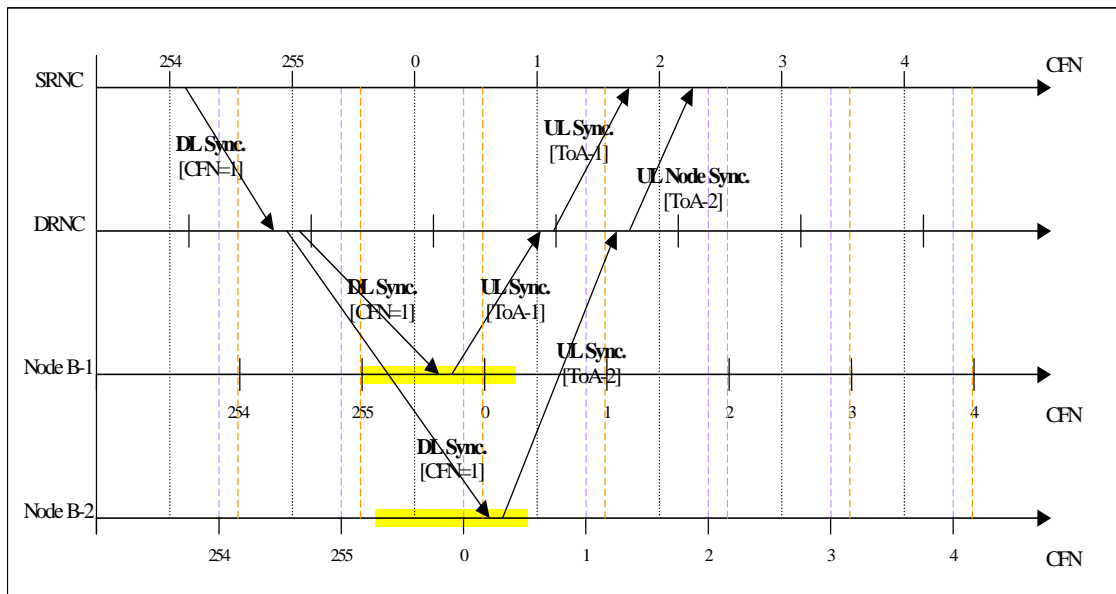 254 255 0 1 2 3 4 CFN
SRNC
DL Sync.
[CFN=1]
UL Sync.
[ToA-1]
UL Node Sync.
[ToA-2]
DRNC
DL Sync.
[CFN=1]
UL Sync.
[ToA-1]
UL Sync.
[ToA-2]
Node B-1
254 255 0 1 2 3 4 CFN
DL Sync.
[CFN=1]
Node B-2
254 255 0 1 2 3 4 CFN